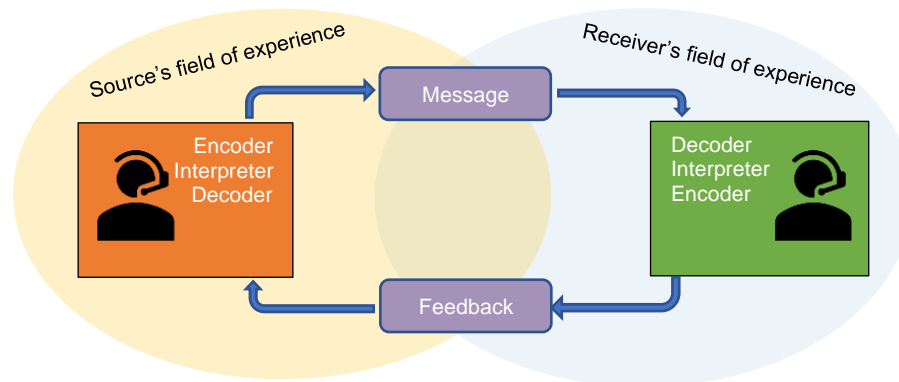 Source’s field of experience
Receiver’s field of experience
Message
Encoder
Interpreter
Decoder
Decoder
Interpreter
Encoder
Feedback